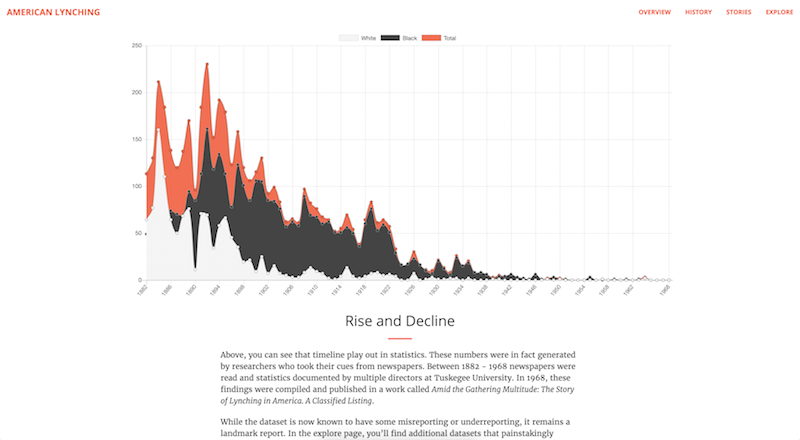 AMERICAN LYNCHING
OVERVIEW HISTORY STORIES EXPLORE
White Black Total
250
200
150
100
50
0
1882 1886 1890 1894 1898 1902 1906 1910 1914 1918 1922 1926 1930 1934 1938 1942 1946 1950 1954 1958 1962 1968
Rise and Decline
Above, you can see that timeline play out in statistics. These numbers were in fact generated
by researchers who took their cues from newspapers. Between 1882 - 1968 newspapers were
read and statistics documented by multiple directors at Tuskegee University. In 1968, these
findings were compiled and published in a work called Amid the Gathering Multitude: The Story
of Lynching in America. A Classified Listing.
While the dataset is now known to have some misreporting or underreporting, it remains a
landmark report. In the explore page, you'll find additional datasets that painstakingly